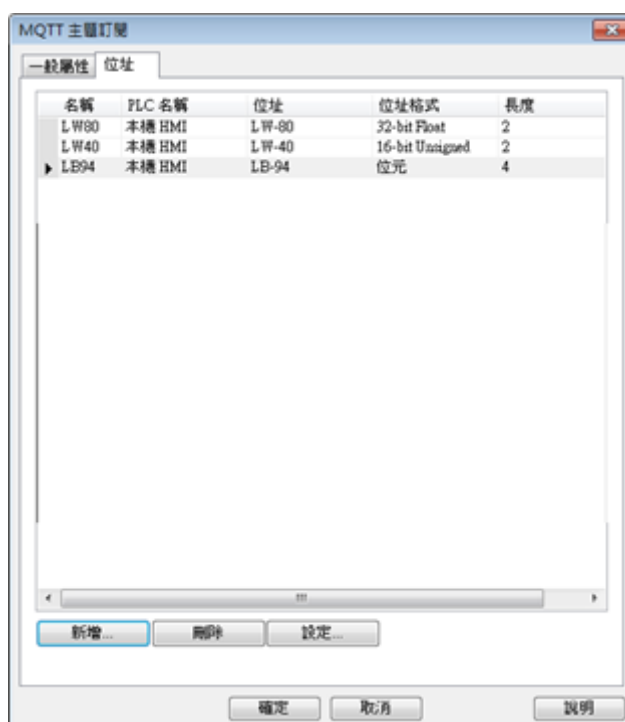 MQTT 主題訂閱
一般屬性 位址
名稱 PLC 名稱 位址 位址格式 長度
LW80 本機 HMI LW-80 32-bit Float 2
LW40 本機 HMI LW-40 16-bit Unsigned 2
LB94 本機 HMI LB-94 位元 4
新增... 刪除 設定...
確定 取消 說明